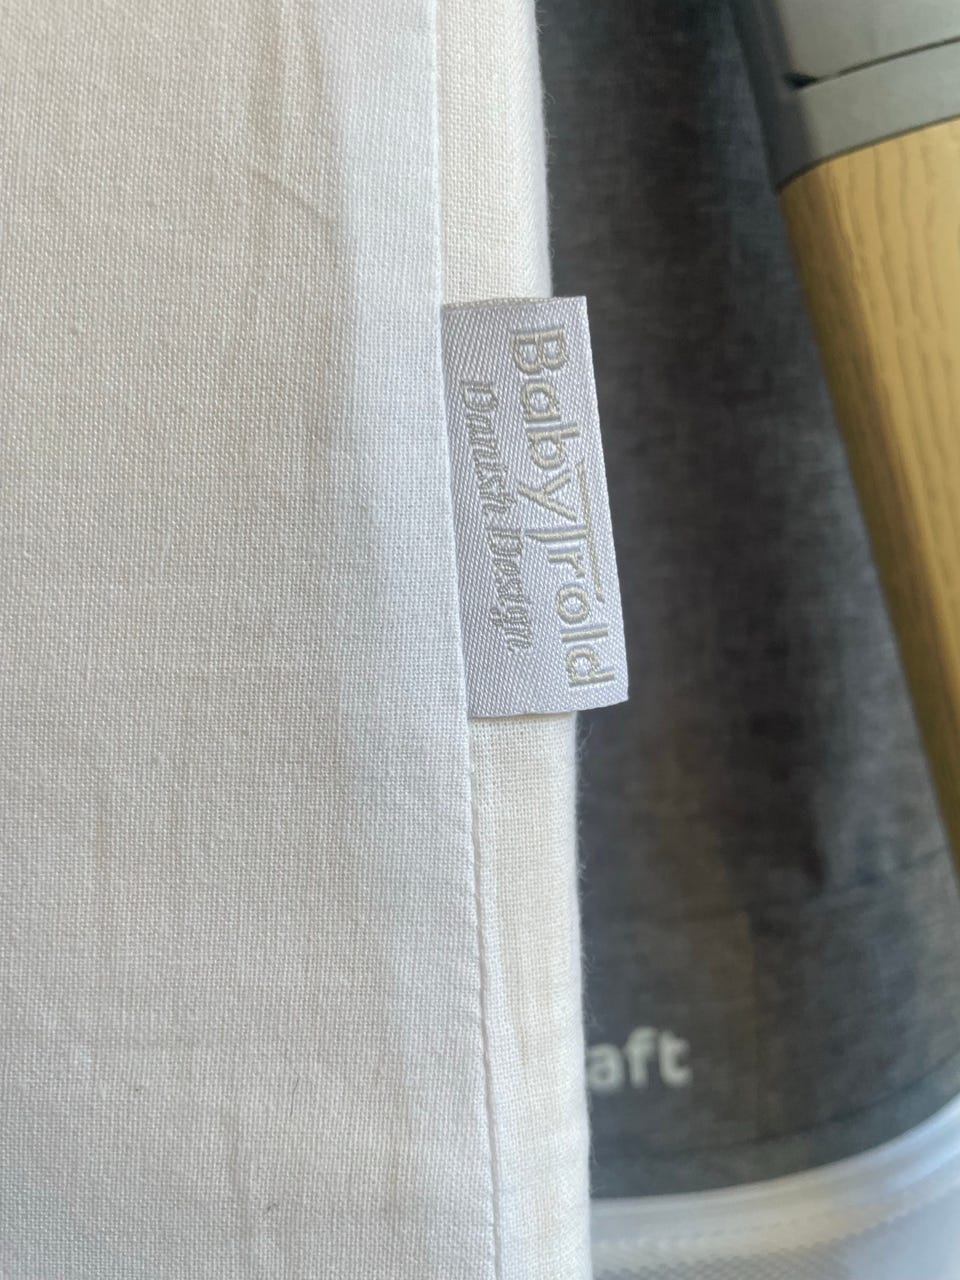 BabyTrold
Danish Design
aft